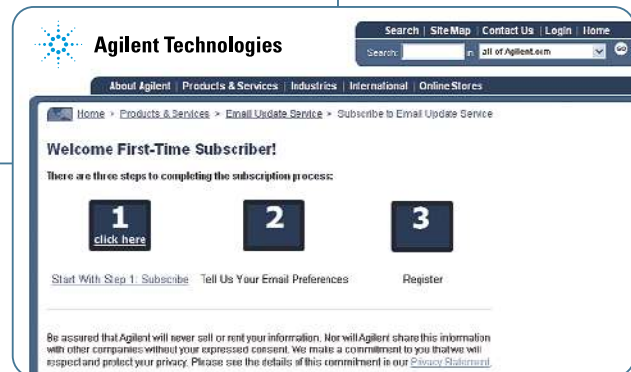 Agilent Technologies
Search | Site Map | Contact Us | Login | Home
Search: in all of Agilent.com GO
About Agilent | Products & Services | Industries | International | Online Stores
Home > Products & Services > Email Update Service > Subscribe to Email Update Service
Welcome First-Time Subscriber!
There are three steps to completing the subscription process:
1 2 3
click here
Start With Step 1: Subscribe Tell Us Your Email Preferences Register
Be assured that Agilent will never sell or rent your information. Nor will Agilent share this information
with other companies without your expressed consent. We make a commitment to you that we will
respect and protect your privacy. Please see the details of this commitment in our Privacy Statement.